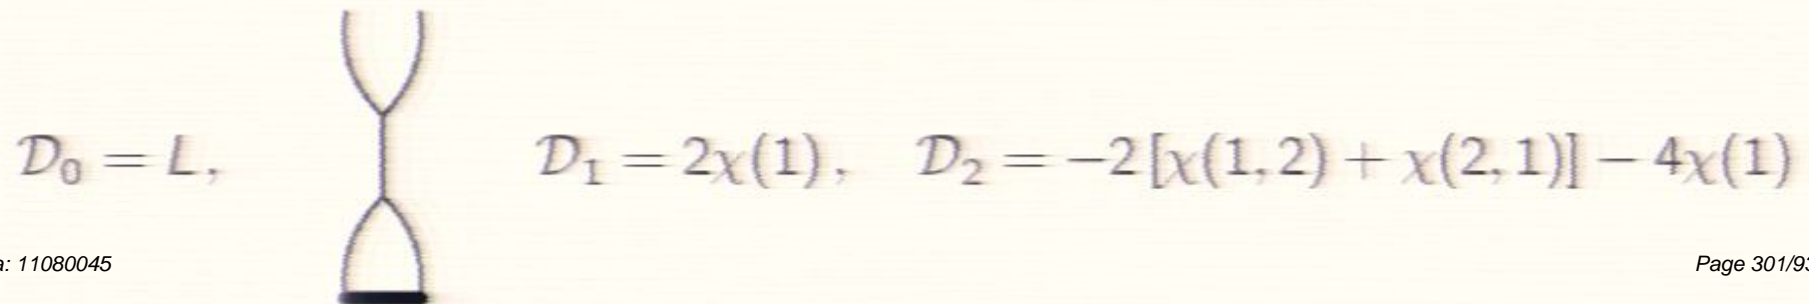 𝒟₀ = L, 𝒟₁ = 2χ(1), 𝒟₂ = −2[χ(1,2) + χ(2,1)] − 4χ(1)
a: 11080045
Page 301/93